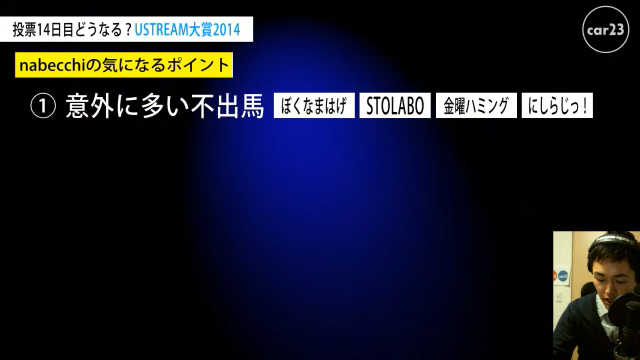 投票14日目どうなる？USTREAM大賞2014
car23
nabecchiの気になるポイント
① 意外に多い不出馬 ぼくなまはげ STOLABO 金曜ハミング にしらじっ！